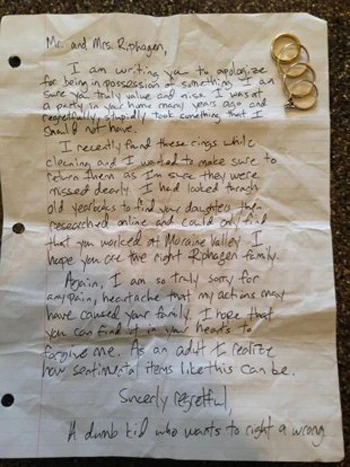 Mr. and Mrs. Riphagen,
I am writing you to apologize
for being in possession of something I am
sure you truly value and miss. I was at
a party in your home many years ago and
regretfully, stupidly took something that I
should not have.
I recently found these rings while
cleaning and I wanted to make sure to
return them as Im sure they were
missed dearly. I had looked through
old yearbooks to find your daughters then
researched online and could only find
that you worked at Moraine Valley. I
hope you are the right Riphagen family.
Again, I am so truly sorry for
any pain, heartache that my actions may
have caused your family. I hope that
you can find it in your hearts to
forgive me. As an adult I realize
how sentimental items like this can be.
Sincerly regretful,
A dumb kid who wants to right a wrong